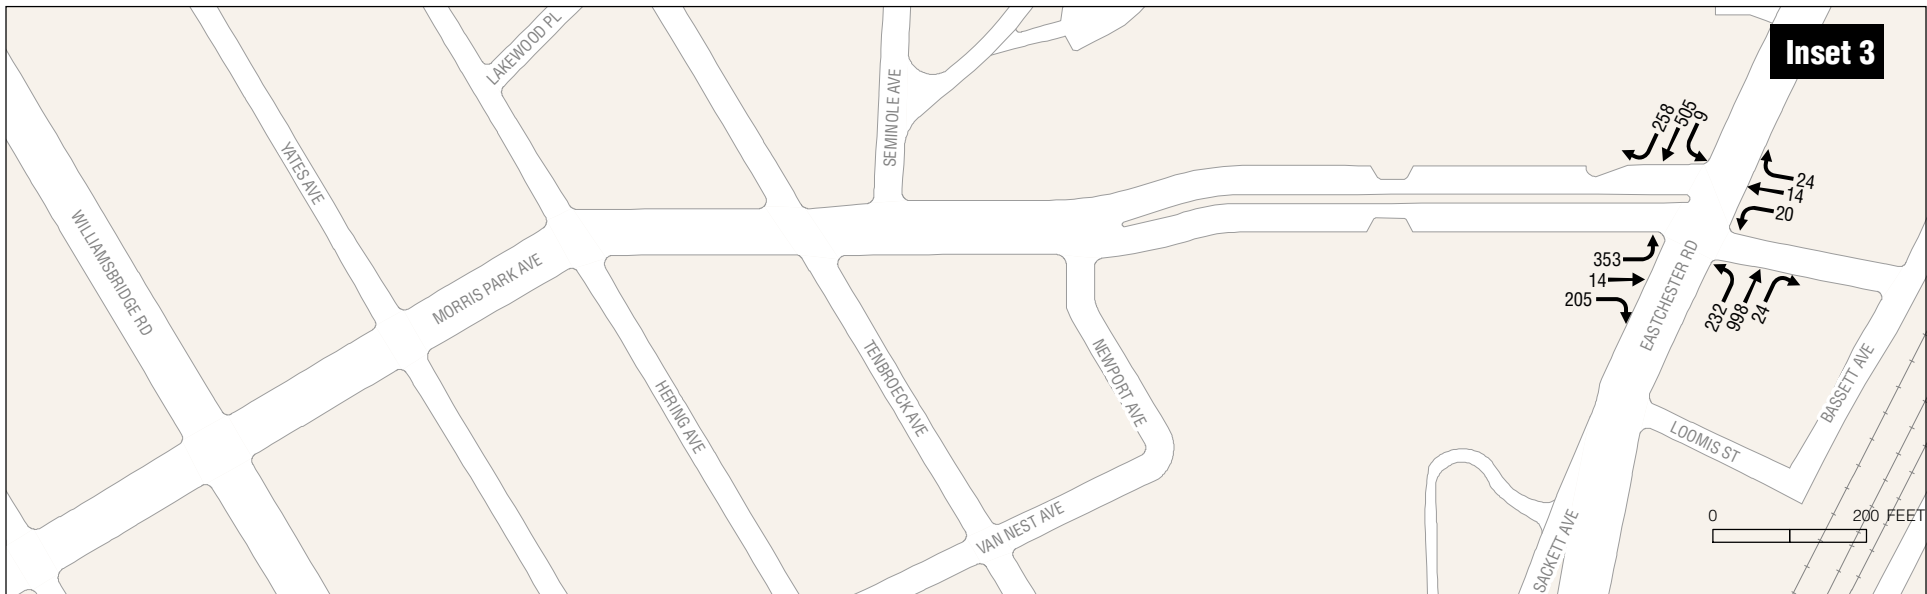 Inset 3
LAKEWOOD PL
SEMINOLE AVE
258
505
9
YATES AVE
24
14
20
WILLIAMSBRIDGE RD
MORRIS PARK AVE
353
14
205
EASTCHESTER RD
232
998
24
HERING AVE
TENBROECK AVE
NEWPORT AVE
BASSETT AVE
LOOMIS ST
VAN NEST AVE
SACKETT AVE
0 200 FEET